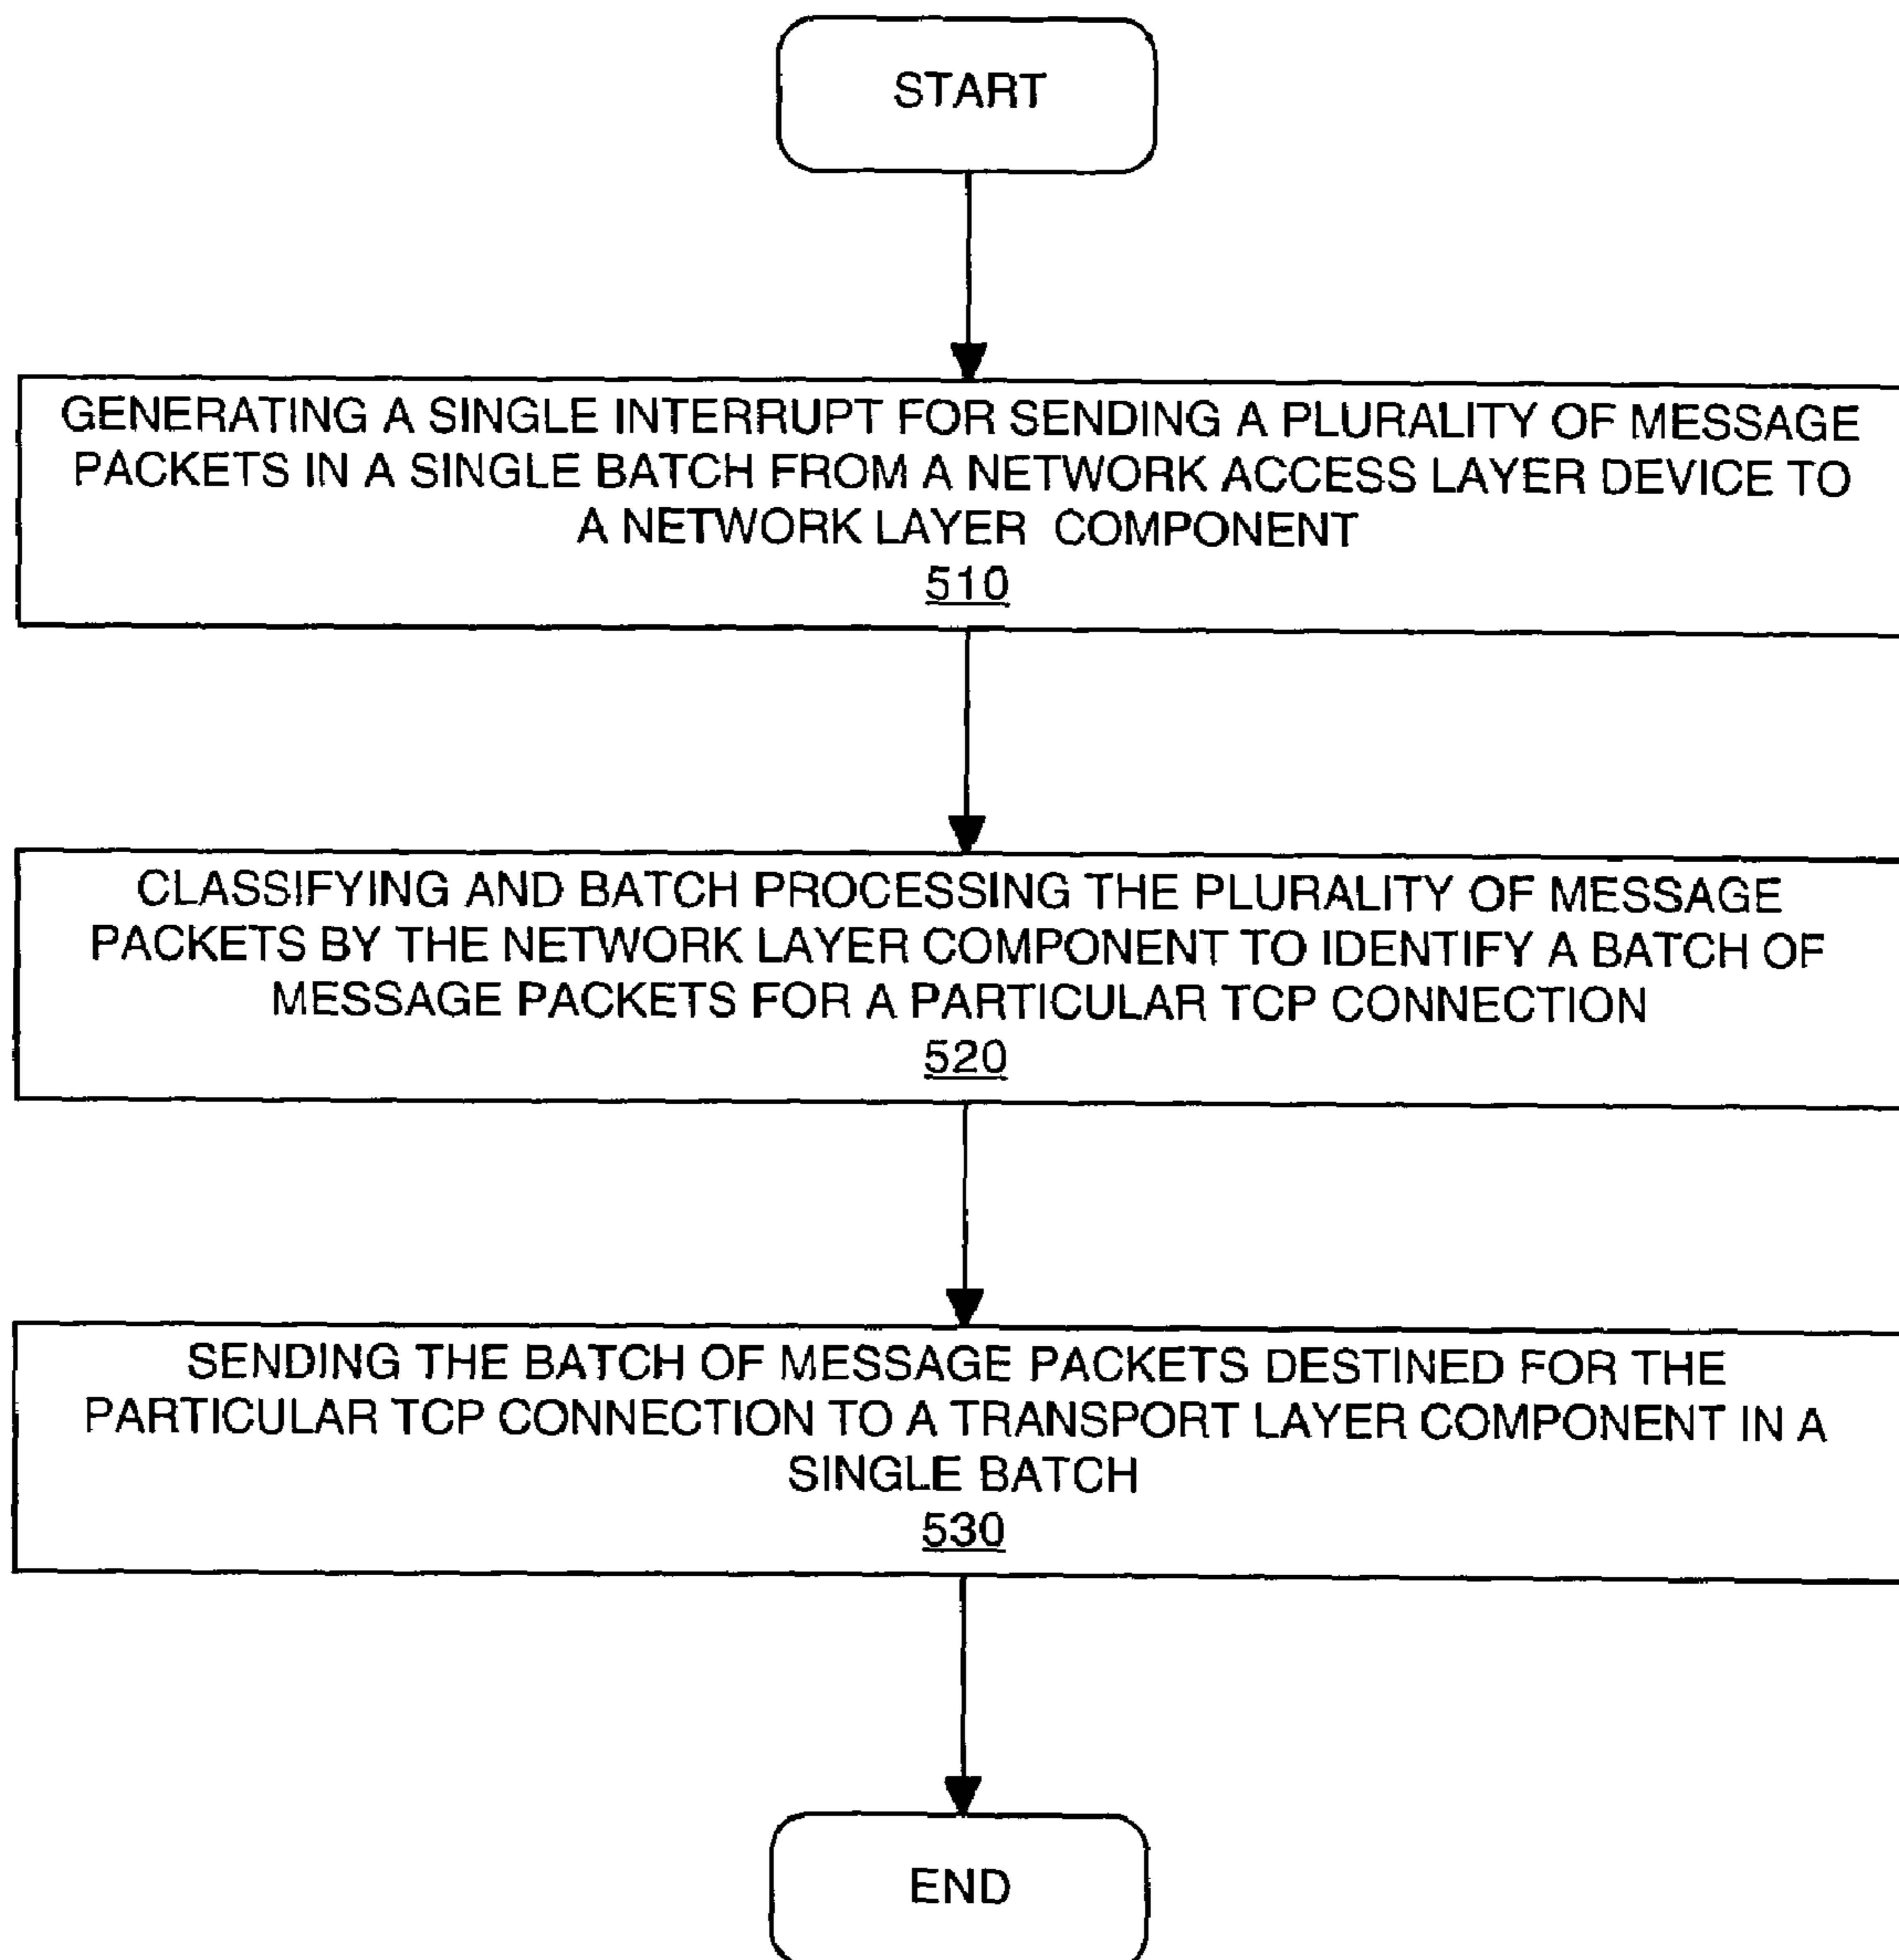 START
GENERATING A SINGLE INTERRUPT FOR SENDING A PLURALITY OF MESSAGE
PACKETS IN A SINGLE BATCH FROM A NETWORK ACCESS LAYER DEVICE TO
A NETWORK LAYER COMPONENT
510
CLASSIFYING AND BATCH PROCESSING THE PLURALITY OF MESSAGE
PACKETS BY THE NETWORK LAYER COMPONENT TO IDENTIFY A BATCH OF
MESSAGE PACKETS FOR A PARTICULAR TCP CONNECTION
520
SENDING THE BATCH OF MESSAGE PACKETS DESTINED FOR THE
PARTICULAR TCP CONNECTION TO A TRANSPORT LAYER COMPONENT IN A
SINGLE BATCH
530
END